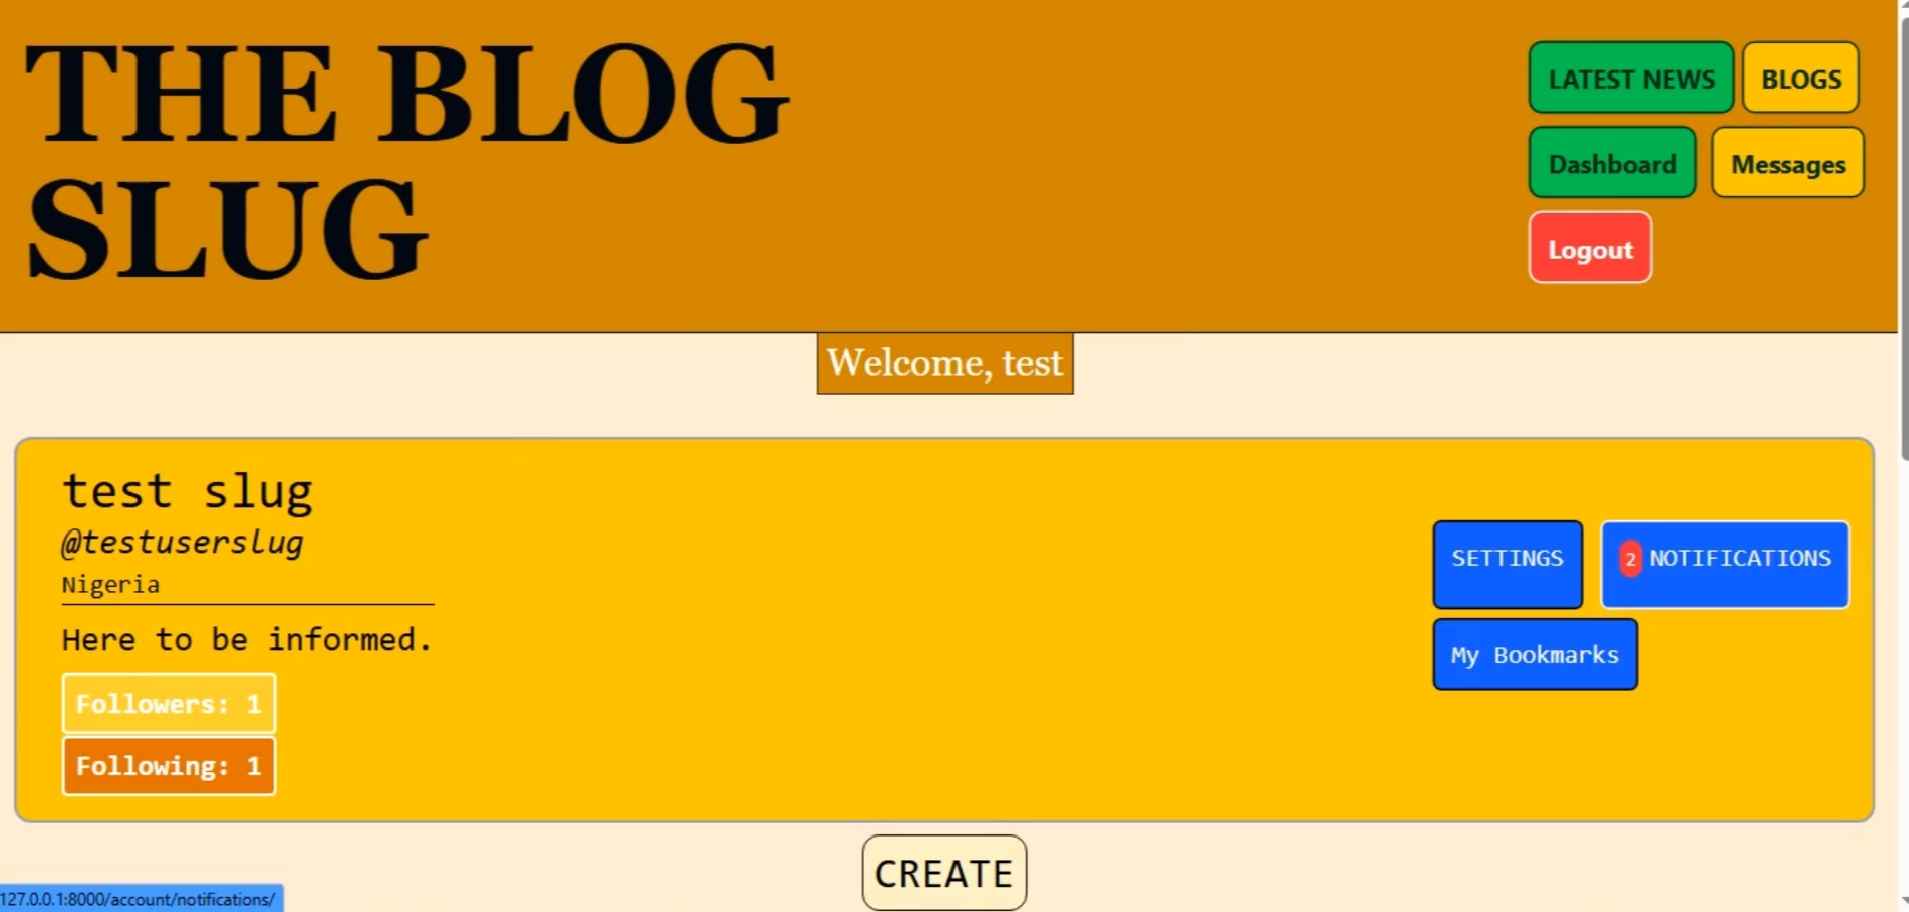 THE BLOG
SLUG
LATEST NEWS
BLOGS
Dashboard
Messages
Logout
Welcome, test
test slug
@testuserslug
Nigeria
Here to be informed.
Followers: 1
Following: 1
SETTINGS
2 NOTIFICATIONS
My Bookmarks
CREATE
127.0.0.1:8000/account/notifications/